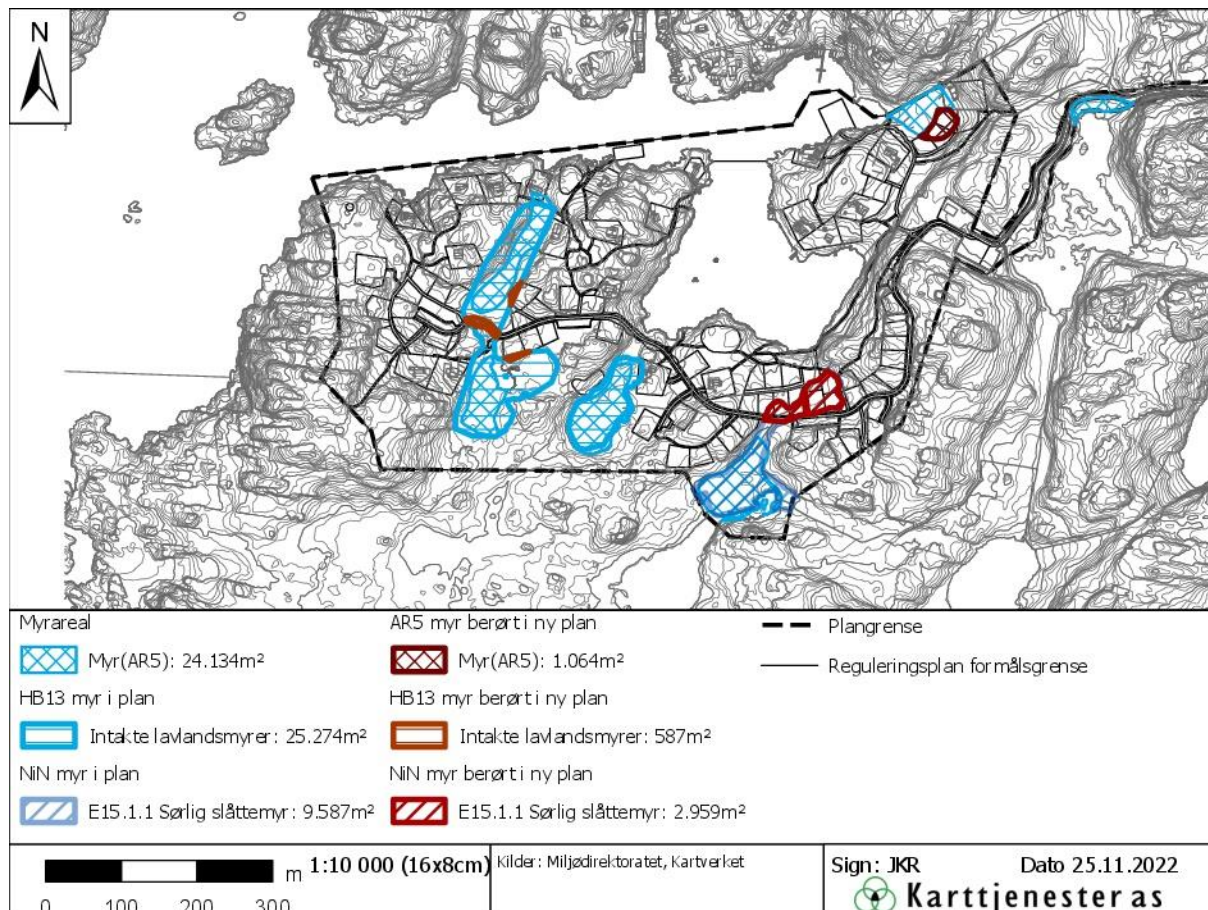 N
Myrareal
AR5 myr berørt i ny plan
Plangrense
Myr(AR5): 24.134m²
Myr(AR5): 1.064m²
Reguleringsplan formålsgrense
HB13 myr i plan
HB13 myr berørt i ny plan
Intakte lavlandsmyrer: 25.274m²
Intakte lavlandsmyrer: 587m²
NiN myr i plan
NiN myr berørt i ny plan
E15.1.1 Sørlig slåttemyr: 9.587m²
E15.1.1 Sørlig slåttemyr: 2.959m²
m 1:10 000 (16x8cm)
0 100 200 300
Kilder: Miljødirektoratet, Kartverket
Sign: JKR Dato 25.11.2022
Karttjenester as